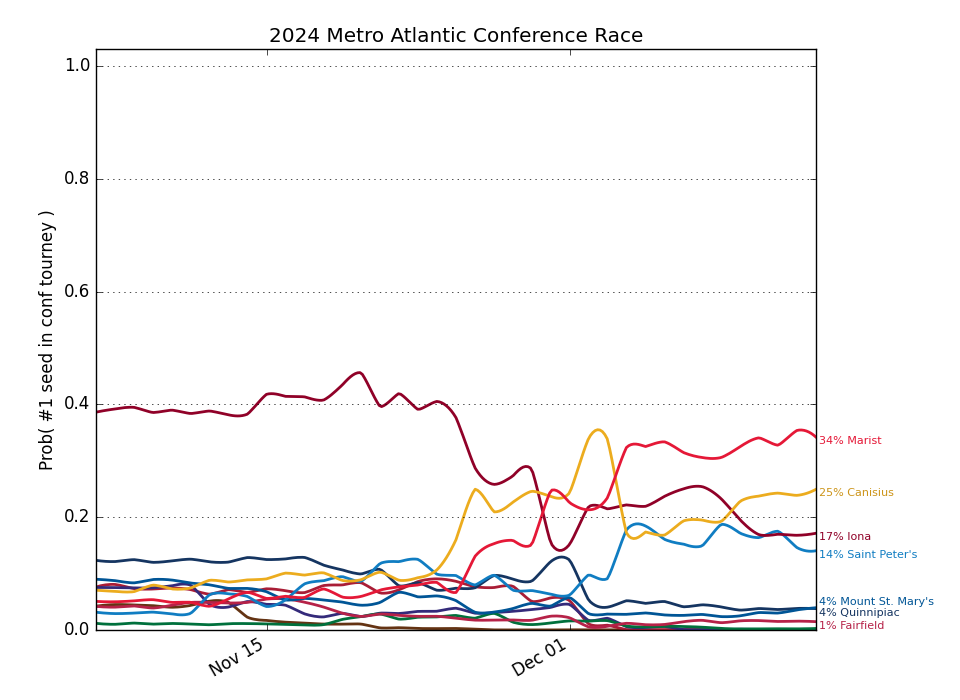 2024 Metro Atlantic Conference Race
Prob( #1 seed in conf tourney )
1.0
0.8
0.6
0.4
0.2
0.0
Nov 15
Dec 01
34% Marist
25% Canisius
17% Iona
14% Saint Peter's
4% Mount St. Mary's
4% Quinnipiac
1% Fairfield